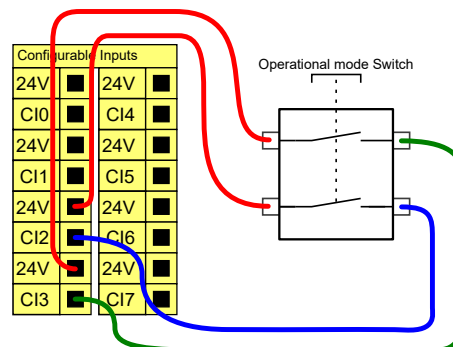 Configurable Inputs
Operational mode Switch
24V 24V
CI0 CI4
24V 24V
CI1 CI5
24V 24V
CI2 CI6
24V 24V
CI3 CI7